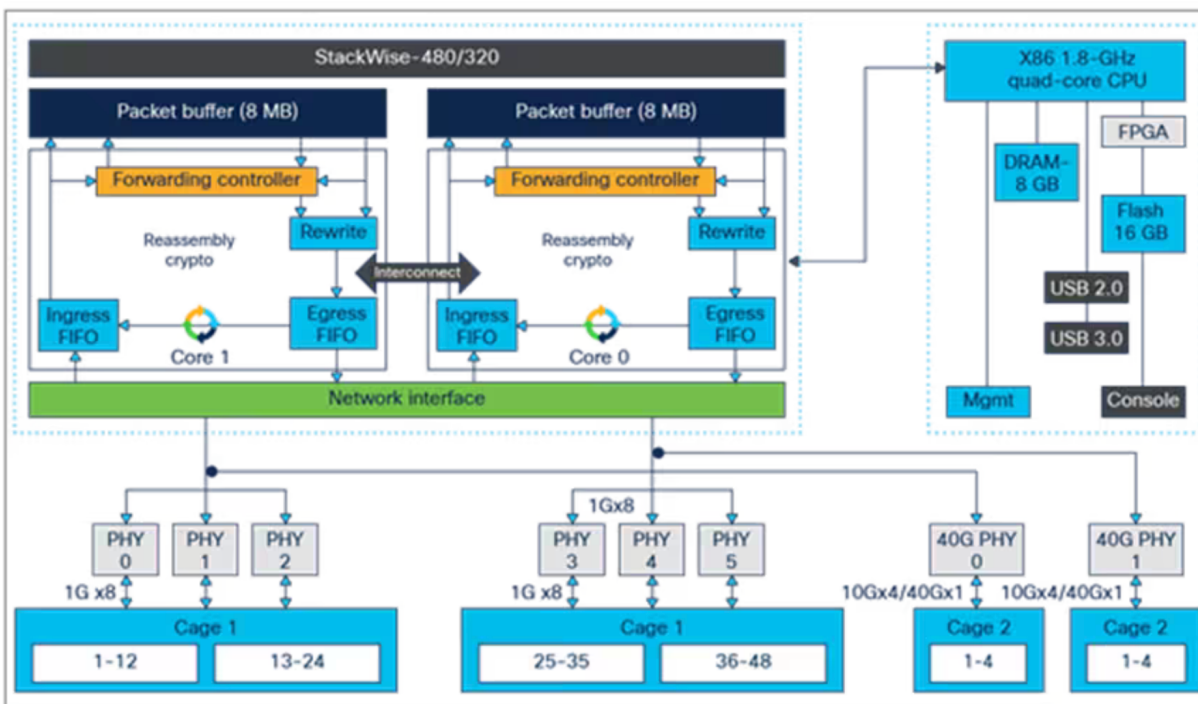 StackWise-480/320
Packet buffer (8 MB)
Forwarding controller
Rewrite
Reassembly
crypto
Ingress
FIFO
Egress
FIFO
Core 1
Interconnect
Packet buffer (8 MB)
Forwarding controller
Rewrite
Reassembly
crypto
Ingress
FIFO
Egress
FIFO
Core 0
Network interface
X86 1.8-GHz
quad-core CPU
FPGA
DRAM-
8 GB
Flash
16 GB
USB 2.0
USB 3.0
Mgmt
Console
1Gx8
PHY
0
PHY
1
PHY
2
PHY
3
PHY
4
PHY
5
40G PHY
0
40G PHY
1
1G x8
1G x8
10Gx4/40Gx1
10Gx4/40Gx1
Cage 1
1-12
13-24
Cage 1
25-35
36-48
Cage 2
1-4
Cage 2
1-4